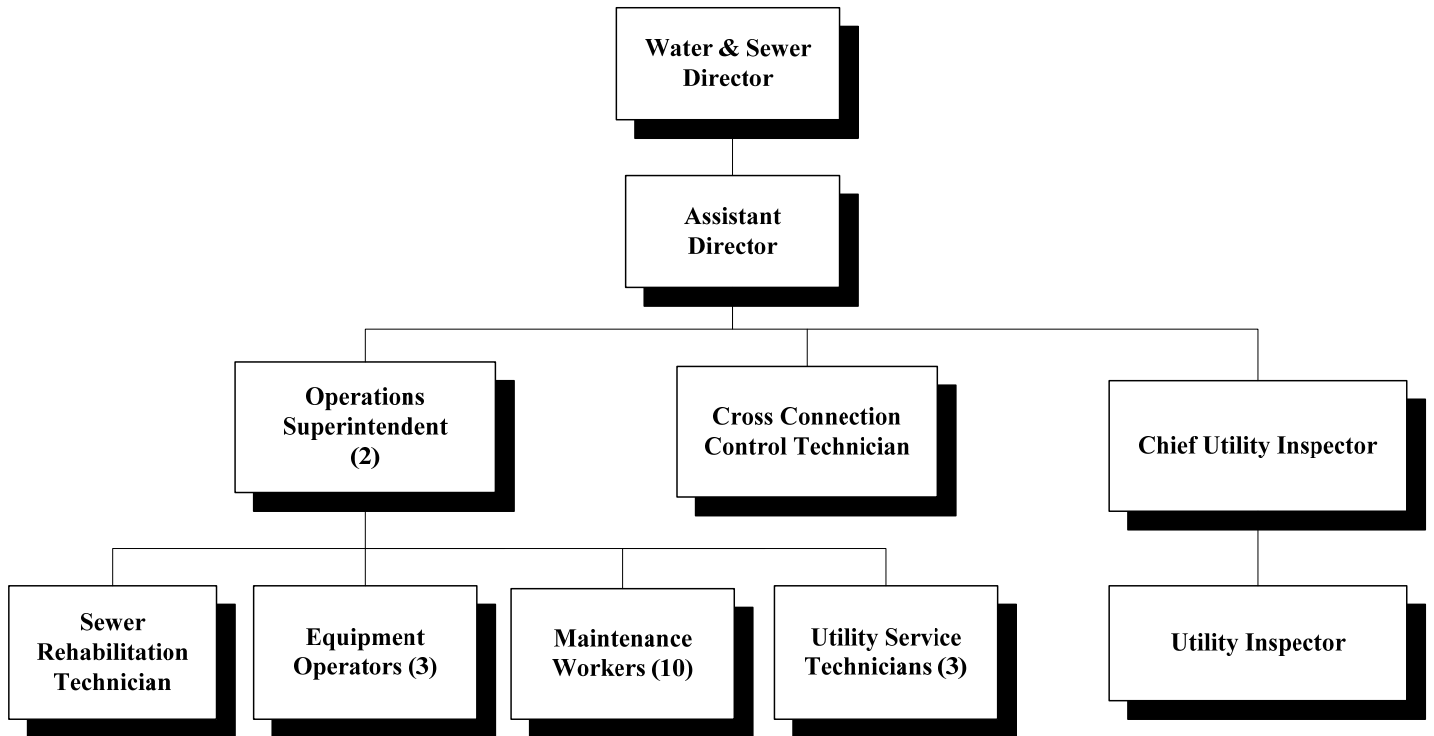 Water & Sewer
Director
Assistant
Director
Operations
Superintendent
(2)
Cross Connection
Control Technician
Chief Utility Inspector
Sewer
Rehabilitation
Technician
Equipment
Operators (3)
Maintenance
Workers (10)
Utility Service
Technicians (3)
Utility Inspector